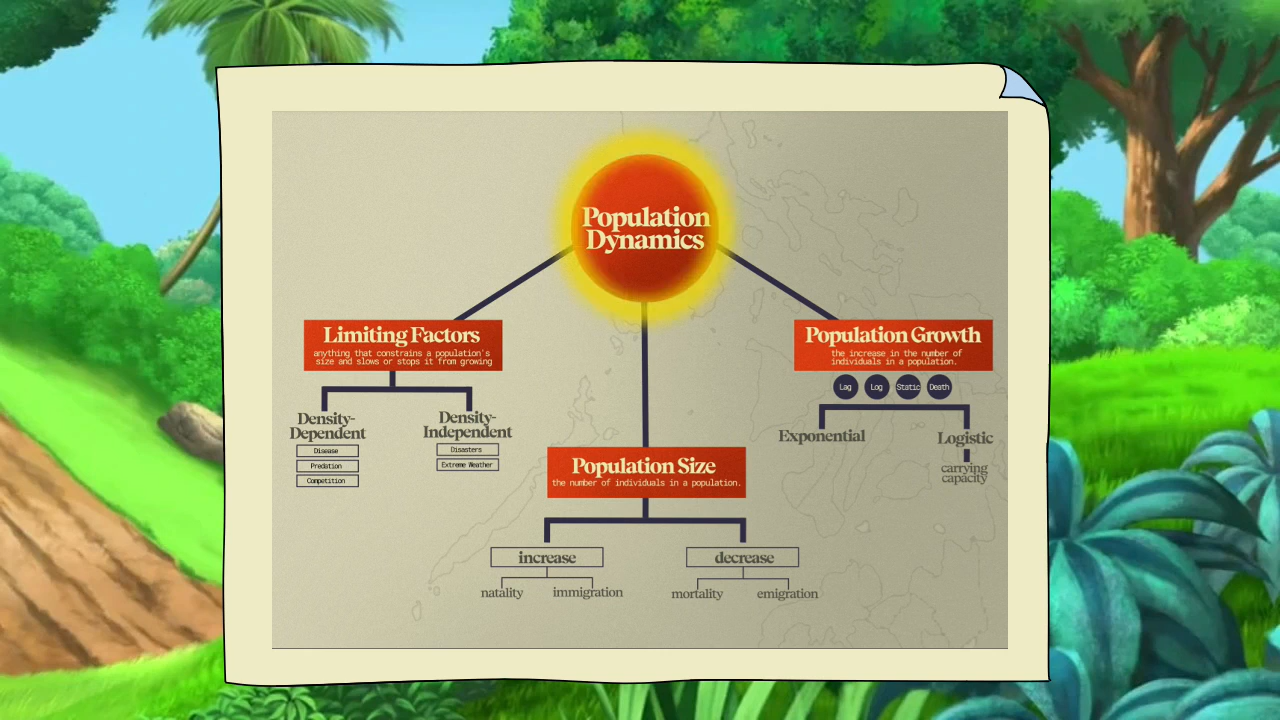 Population
Dynamics
Limiting Factors
anything that constrains a population's
size and slows or stops it from growing
Density-
Dependent
Disease
Predation
Competition
Density-
Independent
Disasters
Extreme Weather
Population Size
the number of individuals in a population.
increase
natality immigration
decrease
mortality emigration
Population Growth
the increase in the number of
individuals in a population.
Lag Log Static Death
Exponential
Logistic
carrying
capacity